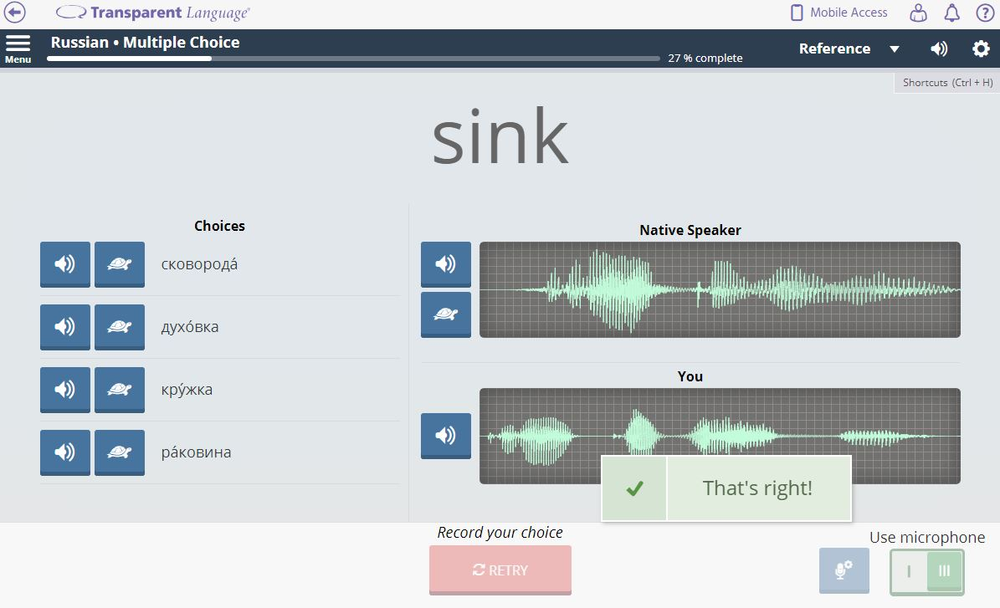 Transparent Language®
Mobile Access
Menu
Russian • Multiple Choice
27 % complete
Reference
Shortcuts (Ctrl + H)
sink
Choices
сковорода́
духо́вка
кру́жка
ра́ковина
Native Speaker
You
That's right!
Record your choice
RETRY
Use microphone